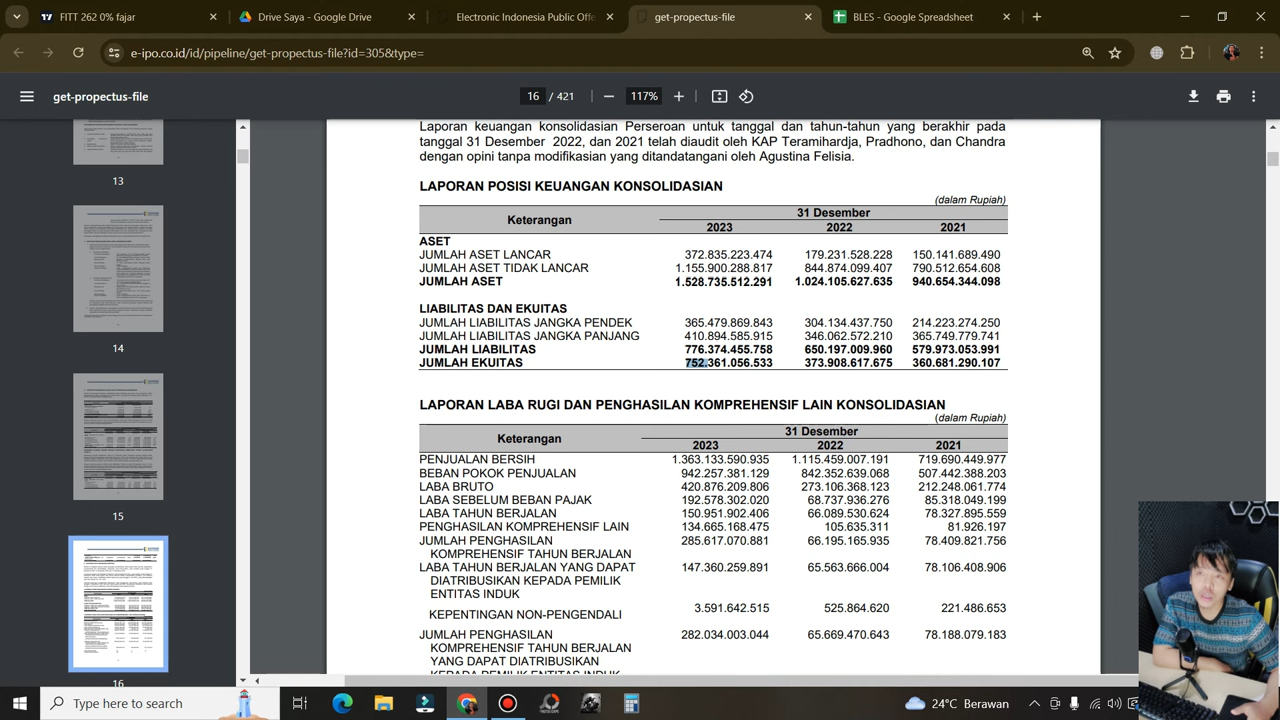 FITT 262 0% fajar
Drive Saya - Google Drive
Electronic Indonesia Public Offe
get-propectus-file
BLES - Google Spreadsheet
e-ipo.co.id/id/pipeline/get-propectus-file?id=305&type=
get-propectus-file
16 / 421
117%
13
14
15
16
Laporan keuangan konsolidasian Perseroan untuk tanggal dan tahun-tahun yang berakhir pada
tanggal 31 Desember 2022, dan 2021 telah diaudit oleh KAP Teramihardja, Pradhono, dan Chandra
dengan opini tanpa modifikasian yang ditandatangani oleh Agustina Felisia.
LAPORAN POSISI KEUANGAN KONSOLIDASIAN
(dalam Rupiah)
Keterangan 31 Desember
2023 2022 2021
ASET
JUMLAH ASET LANCAR 372.835.223.474 179.231.528.228 150.141.689.490
JUMLAH ASET TIDAK LANCAR 1.155.900.288.817 844.874.099.407 790.512.654.608
JUMLAH ASET 1.528.735.512.291 1.024.105.627.635 940.654.344.098
LIABILITAS DAN EKUITAS
JUMLAH LIABILITAS JANGKA PENDEK 365.479.869.843 304.134.437.750 214.223.274.250
JUMLAH LIABILITAS JANGKA PANJANG 410.894.585.915 346.062.572.210 365.749.779.741
JUMLAH LIABILITAS 776.374.455.758 650.197.009.960 579.973.053.991
JUMLAH EKUITAS 752.361.056.533 373.908.617.675 360.681.290.107
LAPORAN LABA RUGI DAN PENGHASILAN KOMPREHENSIF LAIN KONSOLIDASIAN
(dalam Rupiah)
Keterangan 31 Desember
2023 2022 2021
PENJUALAN BERSIH 1.363.133.590.935 1.115.459.007.191 719.690.449.977
BEBAN POKOK PENJUALAN 942.257.381.129 842.352.639.068 507.442.388.203
LABA BRUTO 420.876.209.806 273.106.368.123 212.248.061.774
LABA SEBELUM BEBAN PAJAK 192.578.302.020 68.737.936.276 85.318.049.199
LABA TAHUN BERJALAN 150.951.902.406 66.089.530.624 78.327.895.559
PENGHASILAN KOMPREHENSIF LAIN 134.665.168.475 105.635.311 81.926.197
JUMLAH PENGHASILAN 285.617.070.881 66.195.165.935 78.409.821.756
KOMPREHENSIF TAHUN BERJALAN
LABA TAHUN BERJALAN YANG DAPAT 147.360.259.891 65.563.666.004 78.106.408.906
DIATRIBUSIKAN KEPADA PEMILIK
ENTITAS INDUK
KEPENTINGAN NON-PENGENDALI 3.591.642.515 525.864.620 221.486.653
JUMLAH PENGHASILAN 282.034.003.044 65.669.470.643 78.188.079.183
KOMPREHENSIF TAHUN BERJALAN
YANG DAPAT DIATRIBUSIKAN
KEPADA PEMILIK ENTITAS INDUK
Type here to search
24°C Berawan